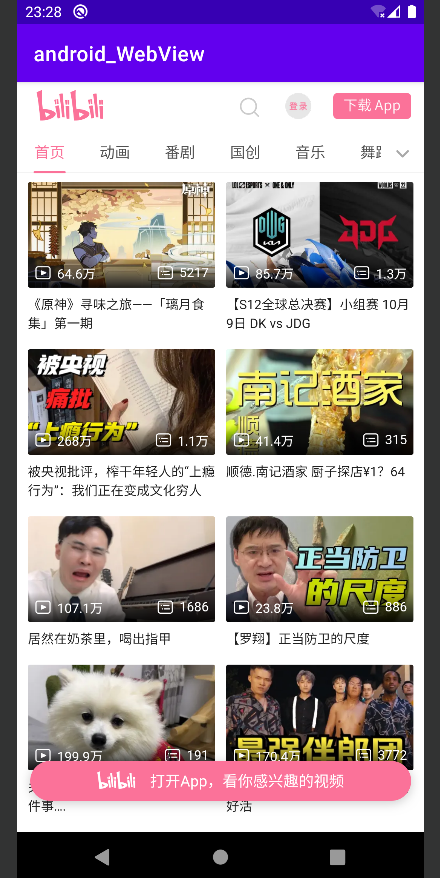 23:28
android_WebView
bilibili
登录
下载 App
首页
动画
番剧
国创
音乐
舞蹈
原神
64.6万
5217
《原神》寻味之旅——「璃月食
集」第一期
LOL ESPORTS × ONE & ONLY
WORLDS 22
DWG
KIA
JDG
85.7万
1.3万
【S12全球总决赛】小组赛 10月
9日 DK vs JDG
被央视
痛批
“上瘾行为”
268万
1.1万
被央视批评，榨干年轻人的“上瘾
行为”：我们正在变成文化穷人
南记酒家
顺德
41.4万
315
顺德.南记酒家 厨子探店¥1？64
107.1万
1686
居然在奶茶里，喝出指甲
正当防卫
的尺度
23.8万
886
【罗翔】正当防卫的尺度
199.9万
191
最强伴郎团
170.4万
3772
bilibili 打开App，看你感兴趣的视频
件事....
好活